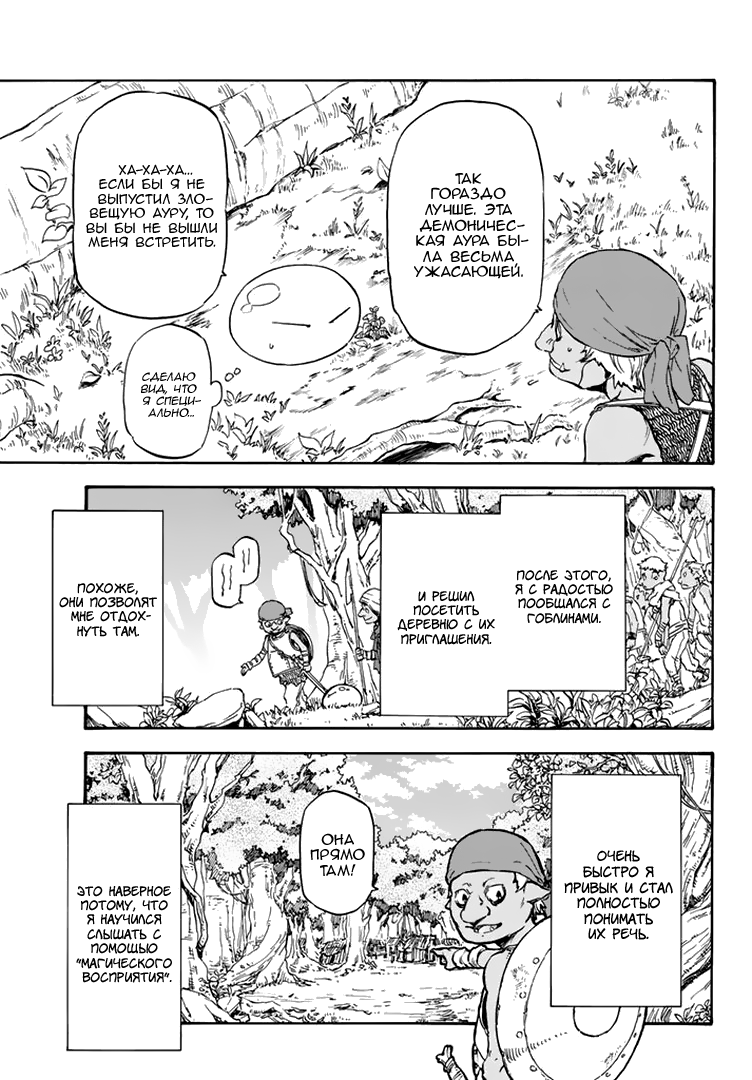 ТАК
ГОРАЗДО
ЛУЧШЕ. ЭТА
ДЕМОНИЧЕС-
КАЯ АУРА БЫ-
ЛА ВЕСЬМА
УЖАСАЮЩЕЙ.
ХА-ХА-ХА...
ЕСЛИ БЫ Я НЕ
ВЫПУСТИЛ ЗЛО-
ВЕЩУЮ АУРУ, ТО
ВЫ БЫ НЕ ВЫШЛИ
МЕНЯ ВСТРЕТИТЬ.
СДЕЛАЮ
ВИД, ЧТО
Я СПЕЦИ-
АЛЬНО...
ПОСЛЕ ЭТОГО,
Я С РАДОСТЬЮ
ПООБЩАЛСЯ С
ГОБЛИНАМИ.
И РЕШИЛ
ПОСЕТИТЬ
ДЕРЕВНЮ С ИХ
ПРИГЛАШЕНИЯ.
ПОХОЖЕ,
ОНИ ПОЗВОЛЯТ
МНЕ ОТДОХ-
НУТЬ ТАМ.
ОЧЕНЬ
БЫСТРО Я
ПРИВЫК И СТАЛ
ПОЛНОСТЬЮ
ПОНИМАТЬ
ИХ РЕЧЬ.
ОНА
ПРЯМО
ТАМ!
ЭТО НАВЕРНОЕ
ПОТОМУ, ЧТО
Я НАУЧИЛСЯ
СЛЫШАТЬ С
ПОМОЩЬЮ
"МАГИЧЕСКОГО
ВОСПРИЯТИЯ".